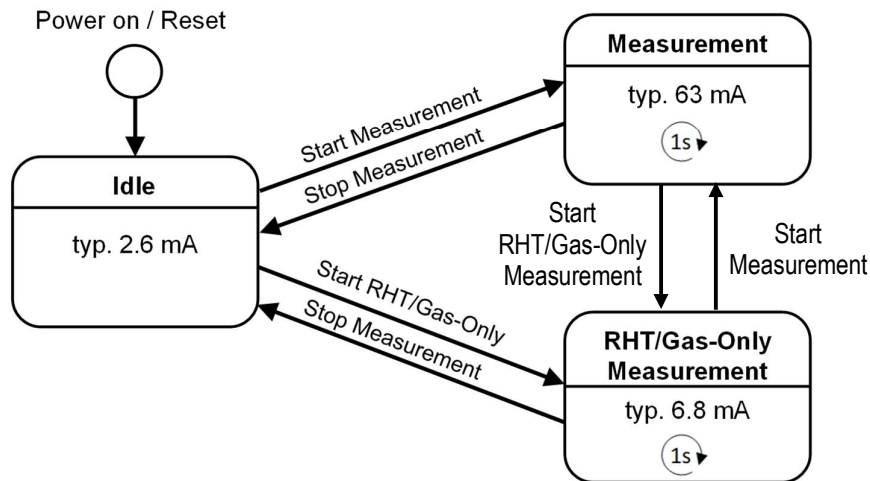 Power on / Reset
Measurement
typ. 63 mA
1s
Start Measurement
Stop Measurement
Idle
typ. 2.6 mA
Start
RHT/Gas-Only
Measurement
Start
Measurement
Start RHT/Gas-Only
Stop Measurement
RHT/Gas-Only
Measurement
typ. 6.8 mA
1s